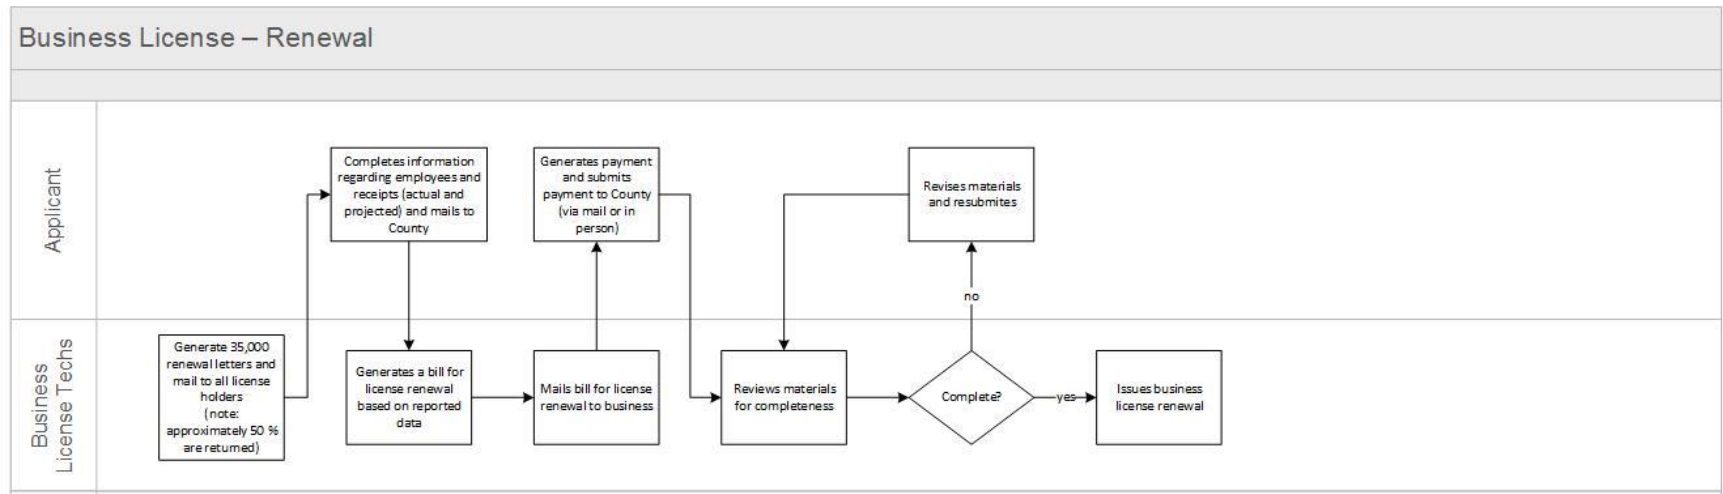 Business License – Renewal
Applicant
Completes information
regarding employees and
receipts (actual and
projected) and mails to
County
Generates payment
and submits
payment to County
(via mail or in
person)
Revises materials
and resubmites
no
Business
License Techs
Generate 35,000
renewal letters and
mail to all license
holders
(note:
approximately 50 %
are returned)
Generates a bill for
license renewal
based on reported
data
Mails bill for license
renewal to business
Reviews materials
for completeness
Complete?
yes
Issues business
license renewal